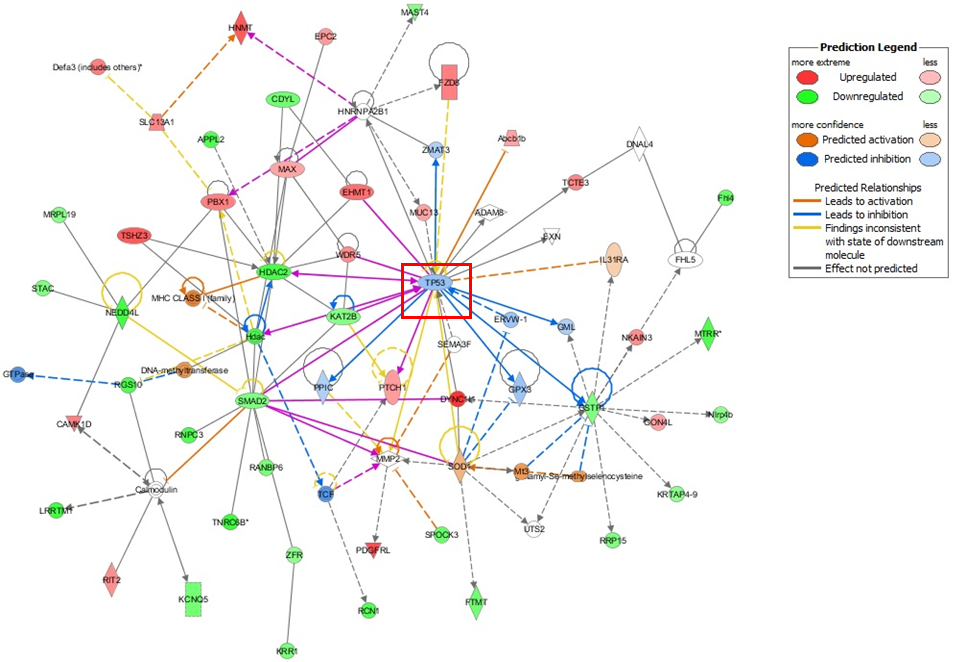 MAST4
HNMT
EPC2
Defa3 (includes others)*
FZD8
CDYL
HNRNPA2B1
SLC13A1
APPL2
ZMAT3
Abcb1b
DNAL4
MAX
EHMT1
TCTE3
PBX1
MRPL19
MUC13
ADAM8
Fhl4
TSHZ3
EXN
WDR5
IL31RA
FHL5
HDAC2
TP53
STAC
MHC CLASS I (family)
NEDD4L
KAT2B
ERVW-1
GML
MTRR*
Hdac
SEMA3F
NKAIN3
GTPase
DNA-methyltransferase
RGS10
PPIC
PTCH1
GPX3
SMAD2
DYNC1I1
GSTP1
Nlrp4b
CAMK1D
CON4L
RNPC3
MMP2
SOD1
RANBP6
Mt3
g-glutamyl-Se-methylselenocysteine
Calmodulin
TCF
KRTAP4-9
LRRTM1
TNRC6B*
UTS2
SPOCK3
RRP15
PDGFRL
ZFR
RIT2
KCNQ5
RCN1
FTMT
KRR1
Prediction Legend
more extreme less
Upregulated
Downregulated
more confidence less
Predicted activation
Predicted inhibition
Predicted Relationships
Leads to activation
Leads to inhibition
Findings inconsistent
with state of downstream
molecule
Effect not predicted